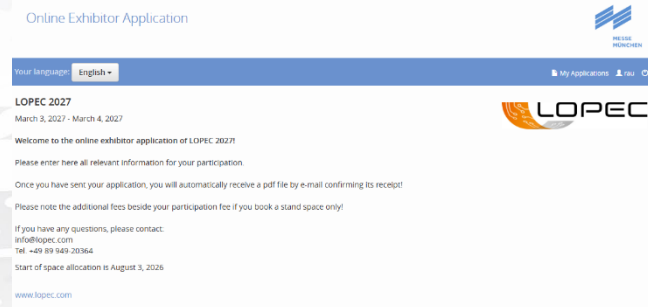 Online Exhibitor Application
MESSE
MÜNCHEN
Your language: English
My Applications rau
LOPEC 2027
March 3, 2027 - March 4, 2027
LOPEC
Welcome to the online exhibitor application of LOPEC 2027!
Please enter here all relevant information for your participation.
Once you have sent your application, you will automatically receive a pdf file by e-mail confirming its receipt!
Please note the additional fees beside your participation fee if you book a stand space only!
If you have any questions, please contact:
info@lopec.com
Tel. +49 89 949-20364
Start of space allocation is August 3, 2026
www.lopec.com